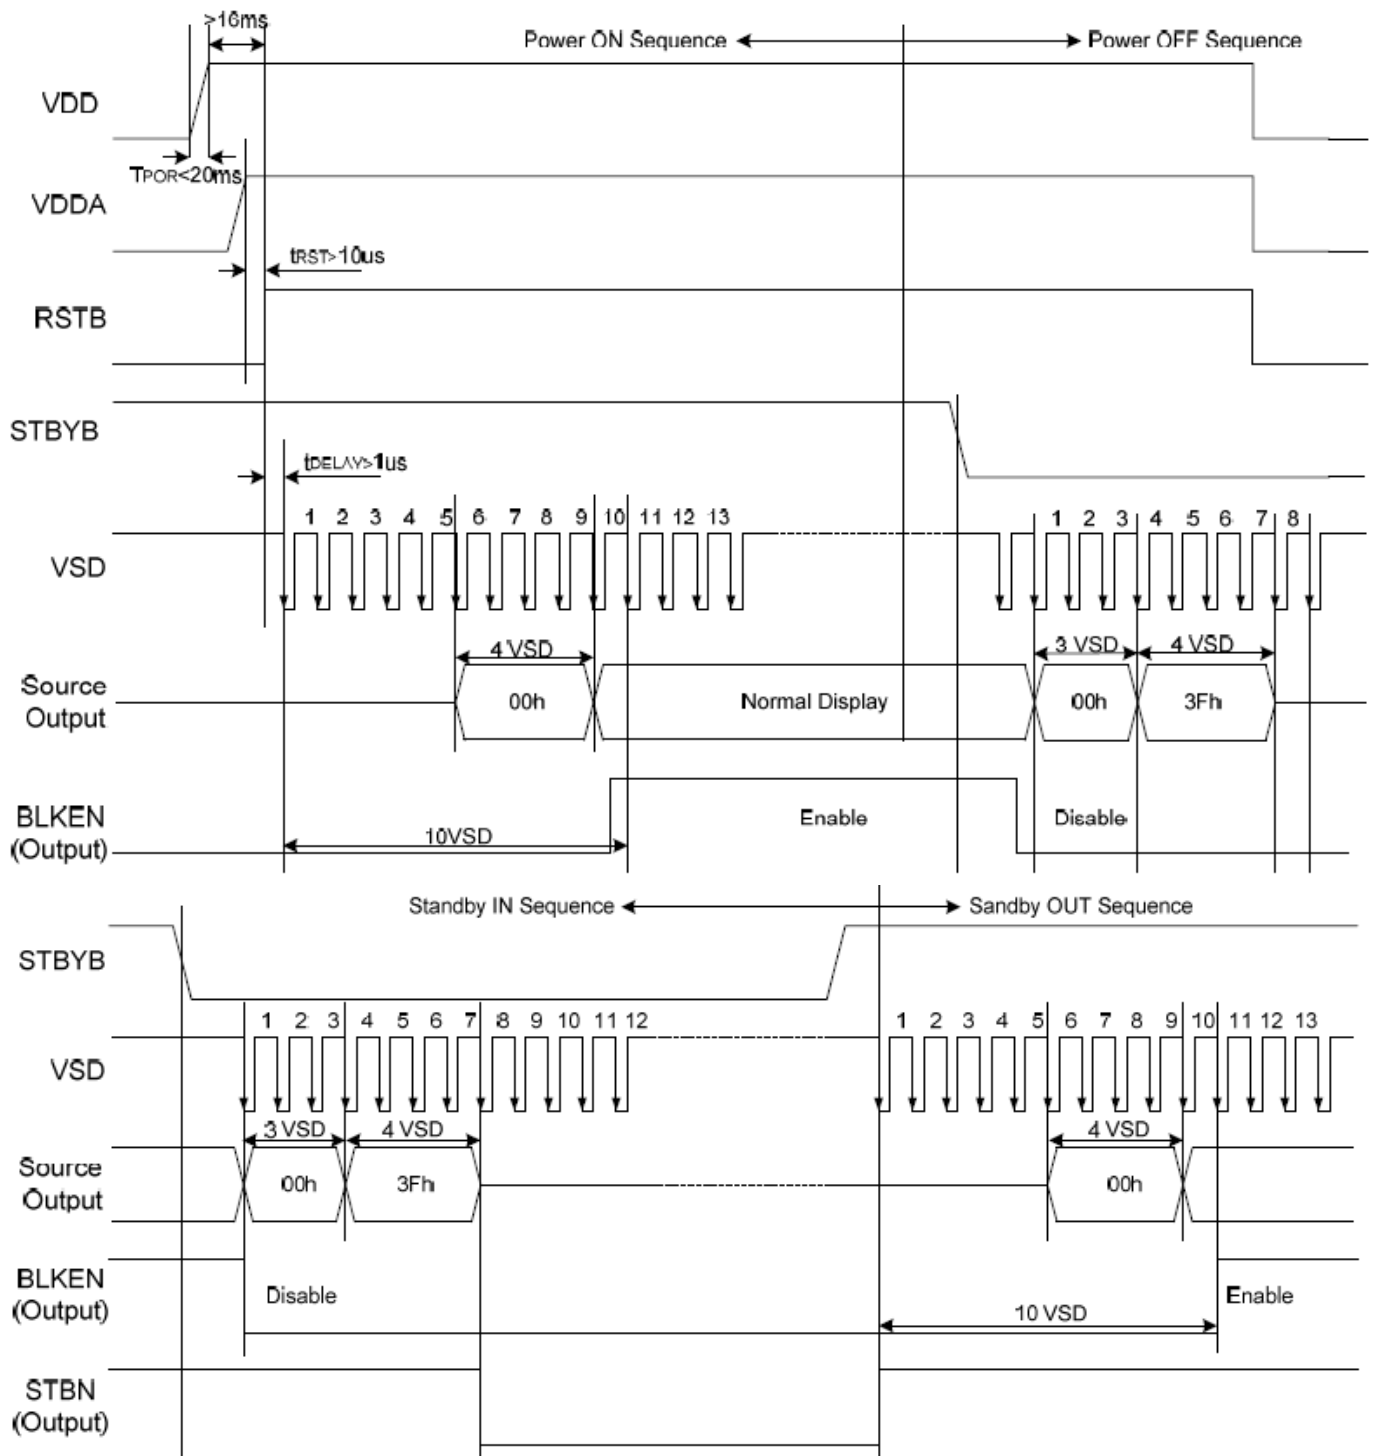 >16ms
Power ON Sequence Power OFF Sequence
VDD
TPOR<20ms
VDDA
tRST>10us
RSTB
STBYB
tDELAY>1us
1 2 3 4 5 6 7 8 9 10 11 12 13 1 2 3 4 5 6 7 8
VSD
4 VSD 3 VSD 4 VSD
Source
Output
00h Normal Display 00h 3Fh
BLKEN
(Output)
Enable Disable
10VSD
Standby IN Sequence Sandby OUT Sequence
STBYB
1 2 3 4 5 6 7 8 9 10 11 12 1 2 3 4 5 6 7 8 9 10 11 12 13
VSD
3 VSD 4 VSD 4 VSD
Source
Output
00h 3Fh 00h
BLKEN
(Output)
Disable Enable
10 VSD
STBN
(Output)